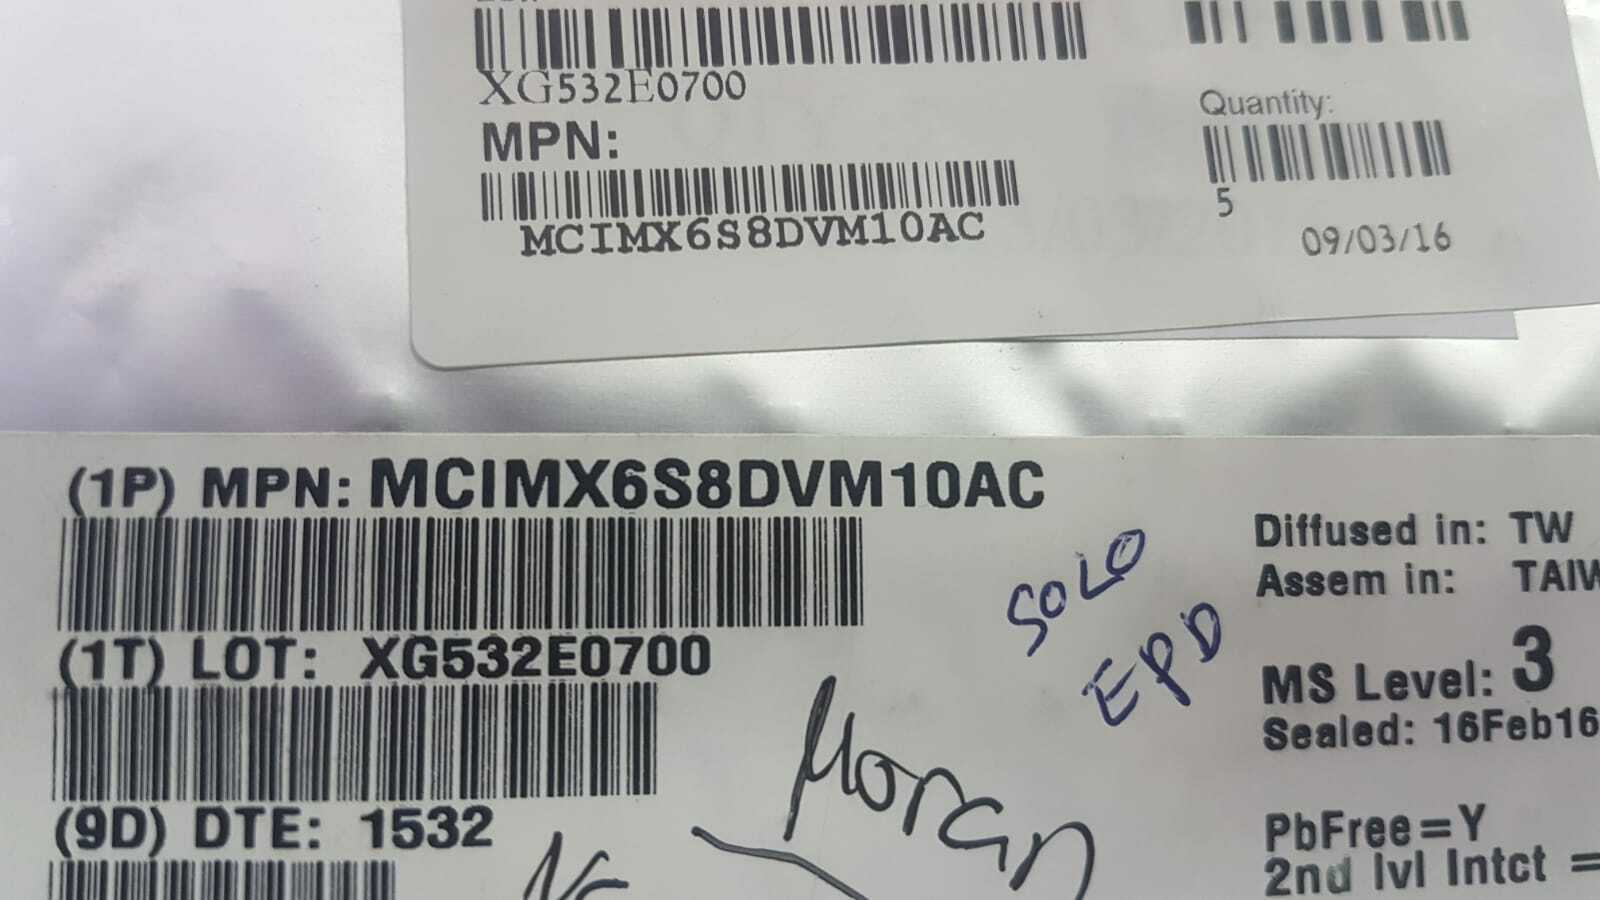 XG532E0700
MPN:
MCIMX6S8DVM10AC
Quantity:
5
09/03/16
(1P) MPN: MCIMX6S8DVM10AC
(1T) LOT: XG532E0700
(9D) DTE: 1532
SOLO
EPD
Moran
Diffused in: TW
Assem in: TAIW
MS Level: 3
Sealed: 16Feb16
PbFree=Y
2nd lvl Intct =